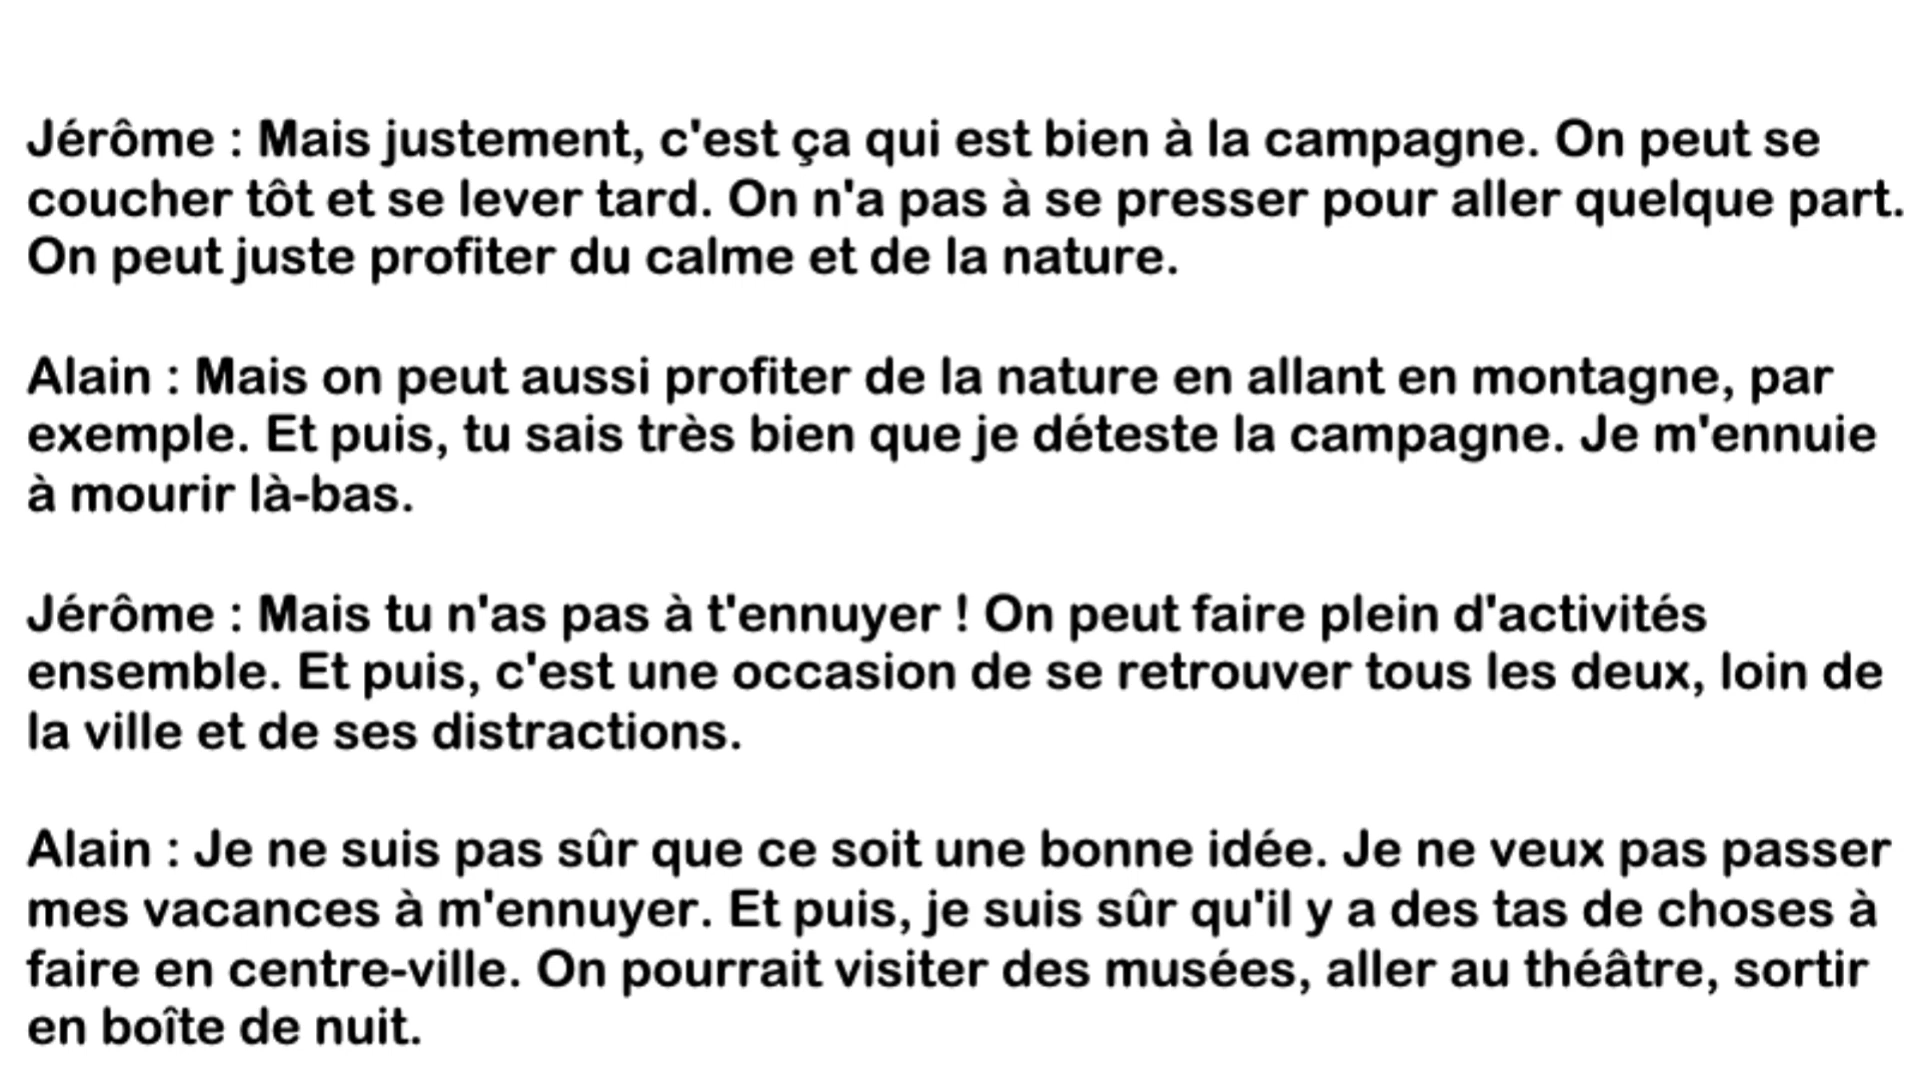 Jérôme : Mais justement, c'est ça qui est bien à la campagne. On peut se
coucher tôt et se lever tard. On n'a pas à se presser pour aller quelque part.
On peut juste profiter du calme et de la nature.
Alain : Mais on peut aussi profiter de la nature en allant en montagne, par
exemple. Et puis, tu sais très bien que je déteste la campagne. Je m'ennuie
à mourir là-bas.
Jérôme : Mais tu n'as pas à t'ennuyer ! On peut faire plein d'activités
ensemble. Et puis, c'est une occasion de se retrouver tous les deux, loin de
la ville et de ses distractions.
Alain : Je ne suis pas sûr que ce soit une bonne idée. Je ne veux pas passer
mes vacances à m'ennuyer. Et puis, je suis sûr qu'il y a des tas de choses à
faire en centre-ville. On pourrait visiter des musées, aller au théâtre, sortir
en boîte de nuit.